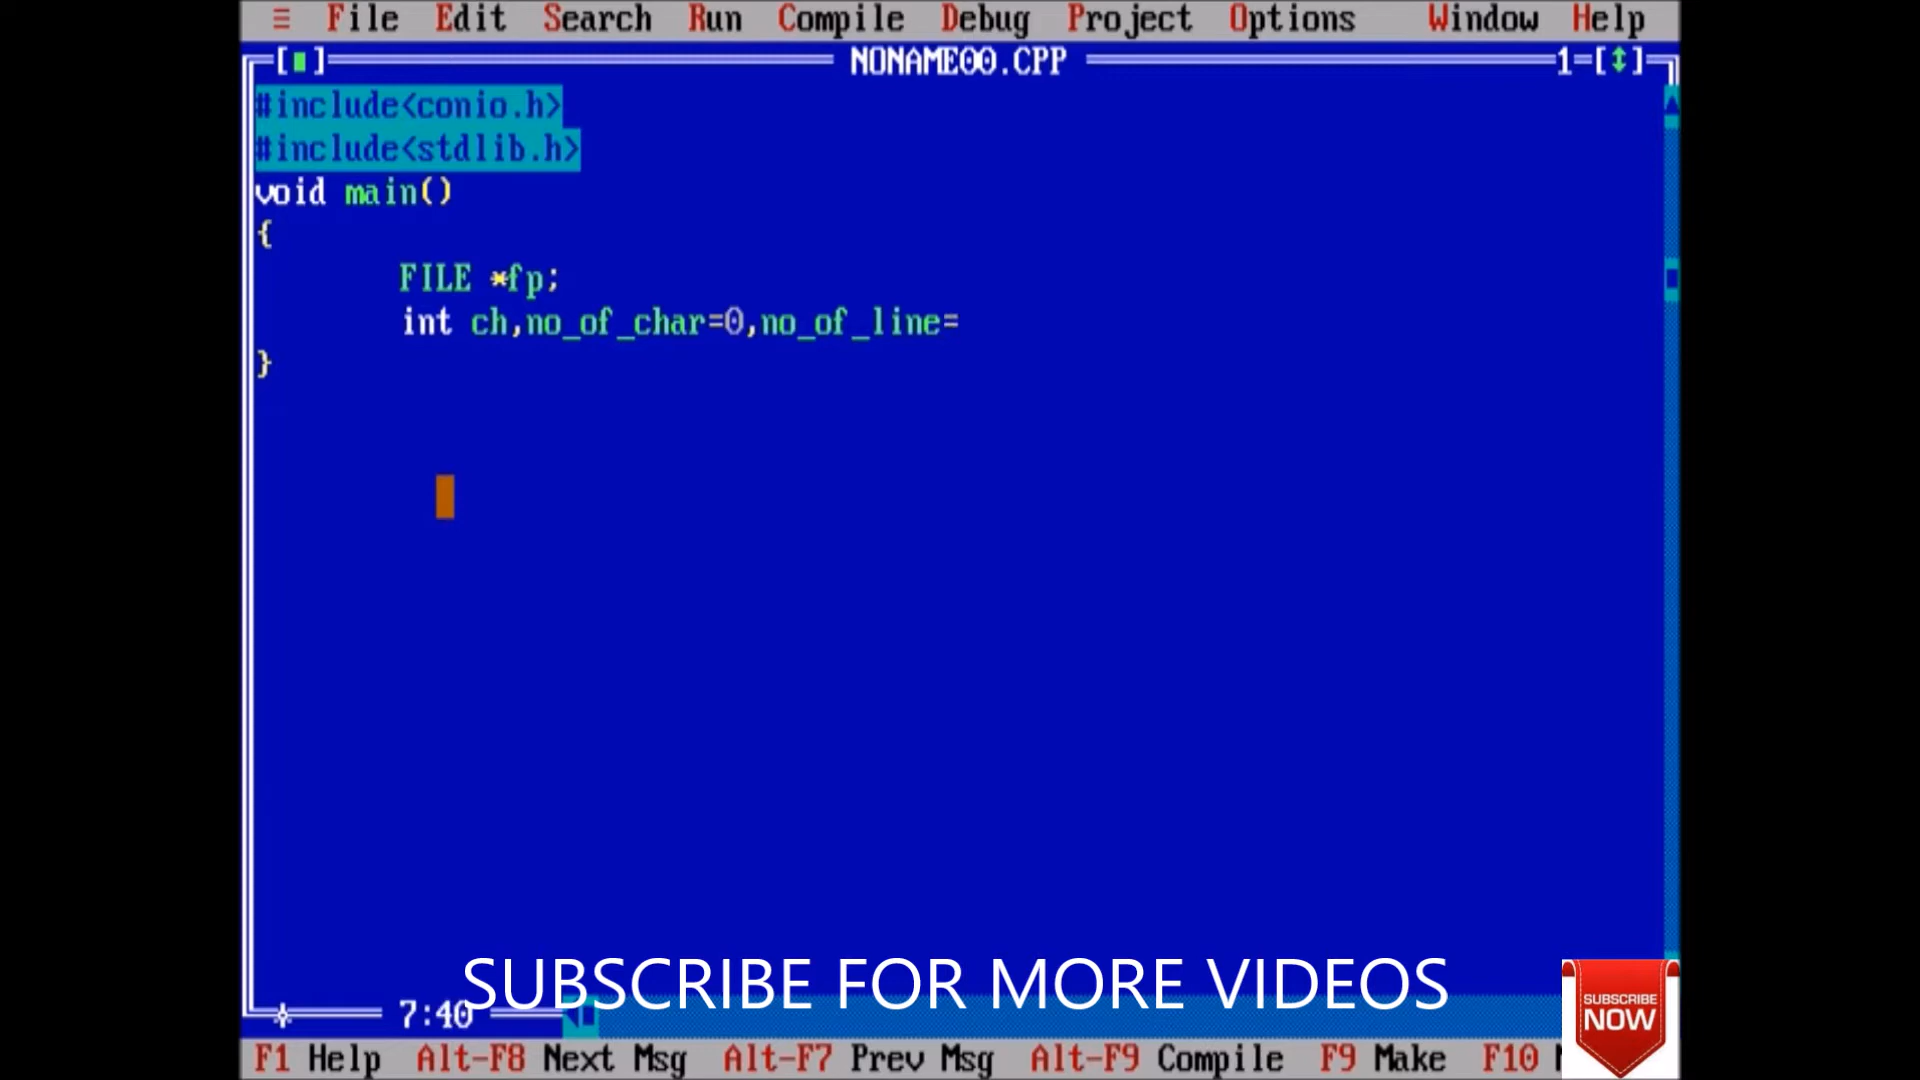 ≡ File Edit Search Run Compile Debug Project Options Window Help
[■] NONAME00.CPP 1=[↕]
#include<conio.h>
#include<stdlib.h>
void main()
{
FILE *fp;
int ch,no_of_char=0,no_of_line=
}
SUBSCRIBE FOR MORE VIDEOS
7:40
SUBSCRIBE
NOW
F1 Help Alt-F8 Next Msg Alt-F7 Prev Msg Alt-F9 Compile F9 Make F10